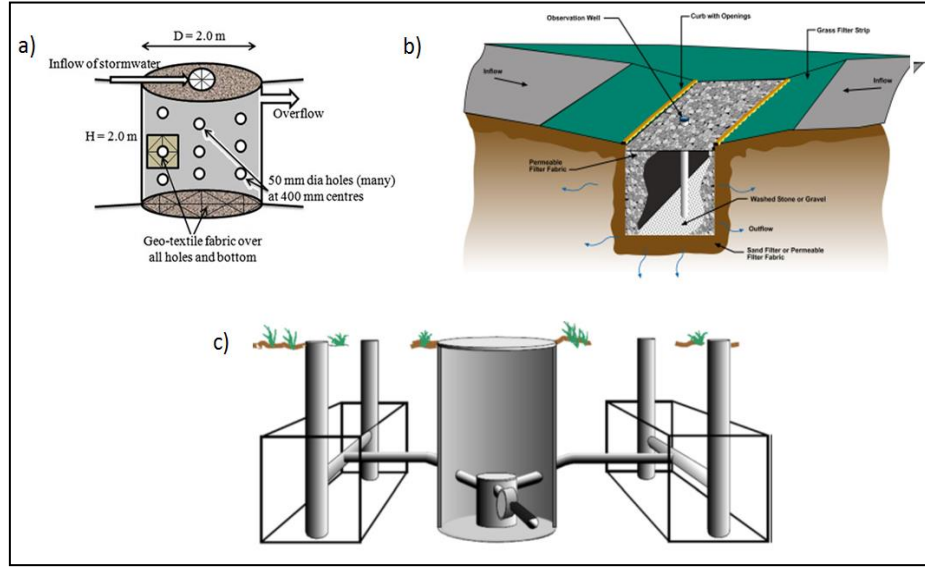 a)
D = 2.0 m
Inflow of stormwater
Overflow
H = 2.0 m
50 mm dia holes (many)
at 400 mm centres
Geo-textile fabric over
all holes and bottom
b)
Observation Well
Curb with Openings
Grass Filter Strip
Inflow
Inflow
Permeable
Filter Fabric
Washed Stone or Gravel
Outflow
Sand Filter or Permeable
Filter Fabric
c)